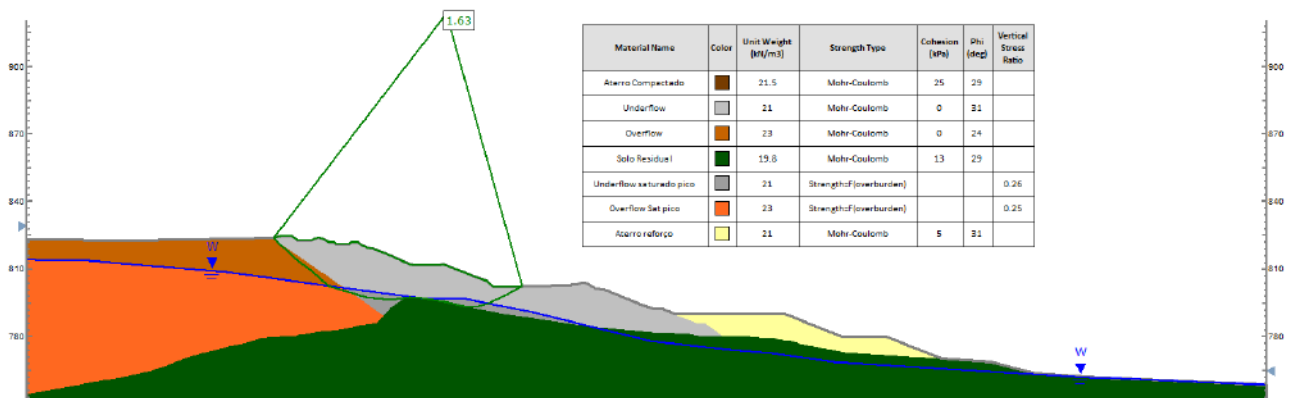 1.63
Material Name Color Unit Weight (kN/m3) Strength Type Cohesion (kPa) Phi (deg) Vertical Stress Ratio
Aterro Compactado 21.5 Mohr-Coulomb 25 29
Underflow 21 Mohr-Coulomb 0 31
Overflow 23 Mohr-Coulomb 0 24
Solo Residual 19.8 Mohr-Coulomb 13 29
Underflow saturado pico 21 Strength=F(overburden) 0.26
Overflow Sat pico 23 Strength=F(overburden) 0.25
Aterro reforço 21 Mohr-Coulomb 5 31
900
870
840
810
780
900
870
840
810
780
W
W